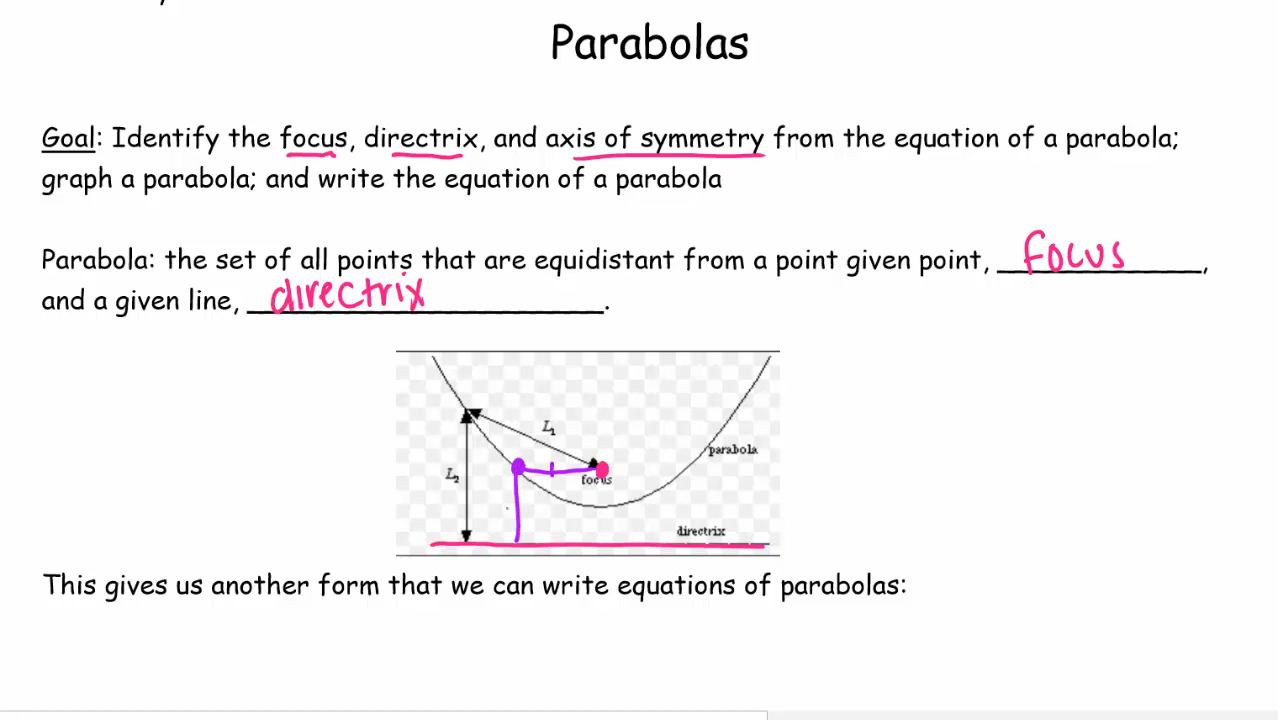 Parabolas
Goal: Identify the focus, directrix, and axis of symmetry from the equation of a parabola;
graph a parabola; and write the equation of a parabola
Parabola: the set of all points that are equidistant from a point given point, focus,
and a given line, directrix.
L1
parabola
L2
focus
directrix
This gives us another form that we can write equations of parabolas: